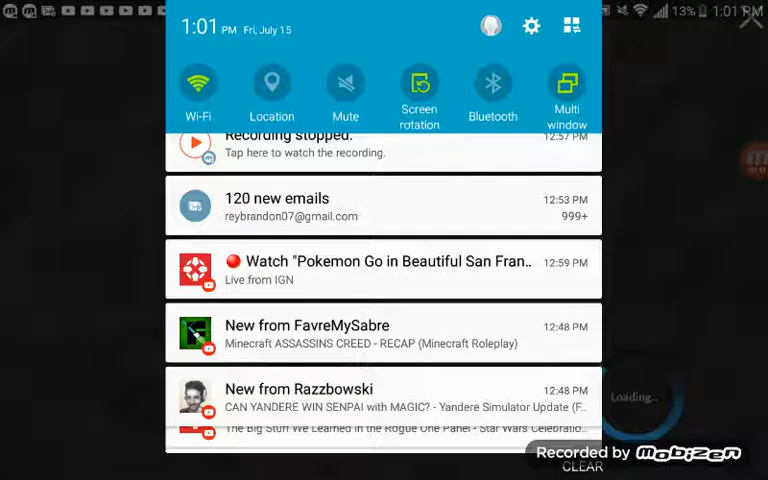 13% 1:01 PM
1:01 PM Fri, July 15
Wi-Fi
Location
Mute
Screen rotation
Bluetooth
Multi window
Recording stopped. 12:57 PM
Tap here to watch the recording.
120 new emails 12:53 PM
reybrandon07@gmail.com 999+
Watch "Pokemon Go in Beautiful San Fran.. 12:59 PM
Live from IGN
New from FavreMySabre 12:48 PM
Minecraft ASSASSINS CREED - RECAP (Minecraft Roleplay)
New from Razzbowski 12:48 PM
CAN YANDERE WIN SENPAI with MAGIC? - Yandere Simulator Update (F..
The Big Stuff We Learned in the Rogue One Panel - Star Wars Celebratio..
Loading..
Recorded by MOBIZEN
CLEAR